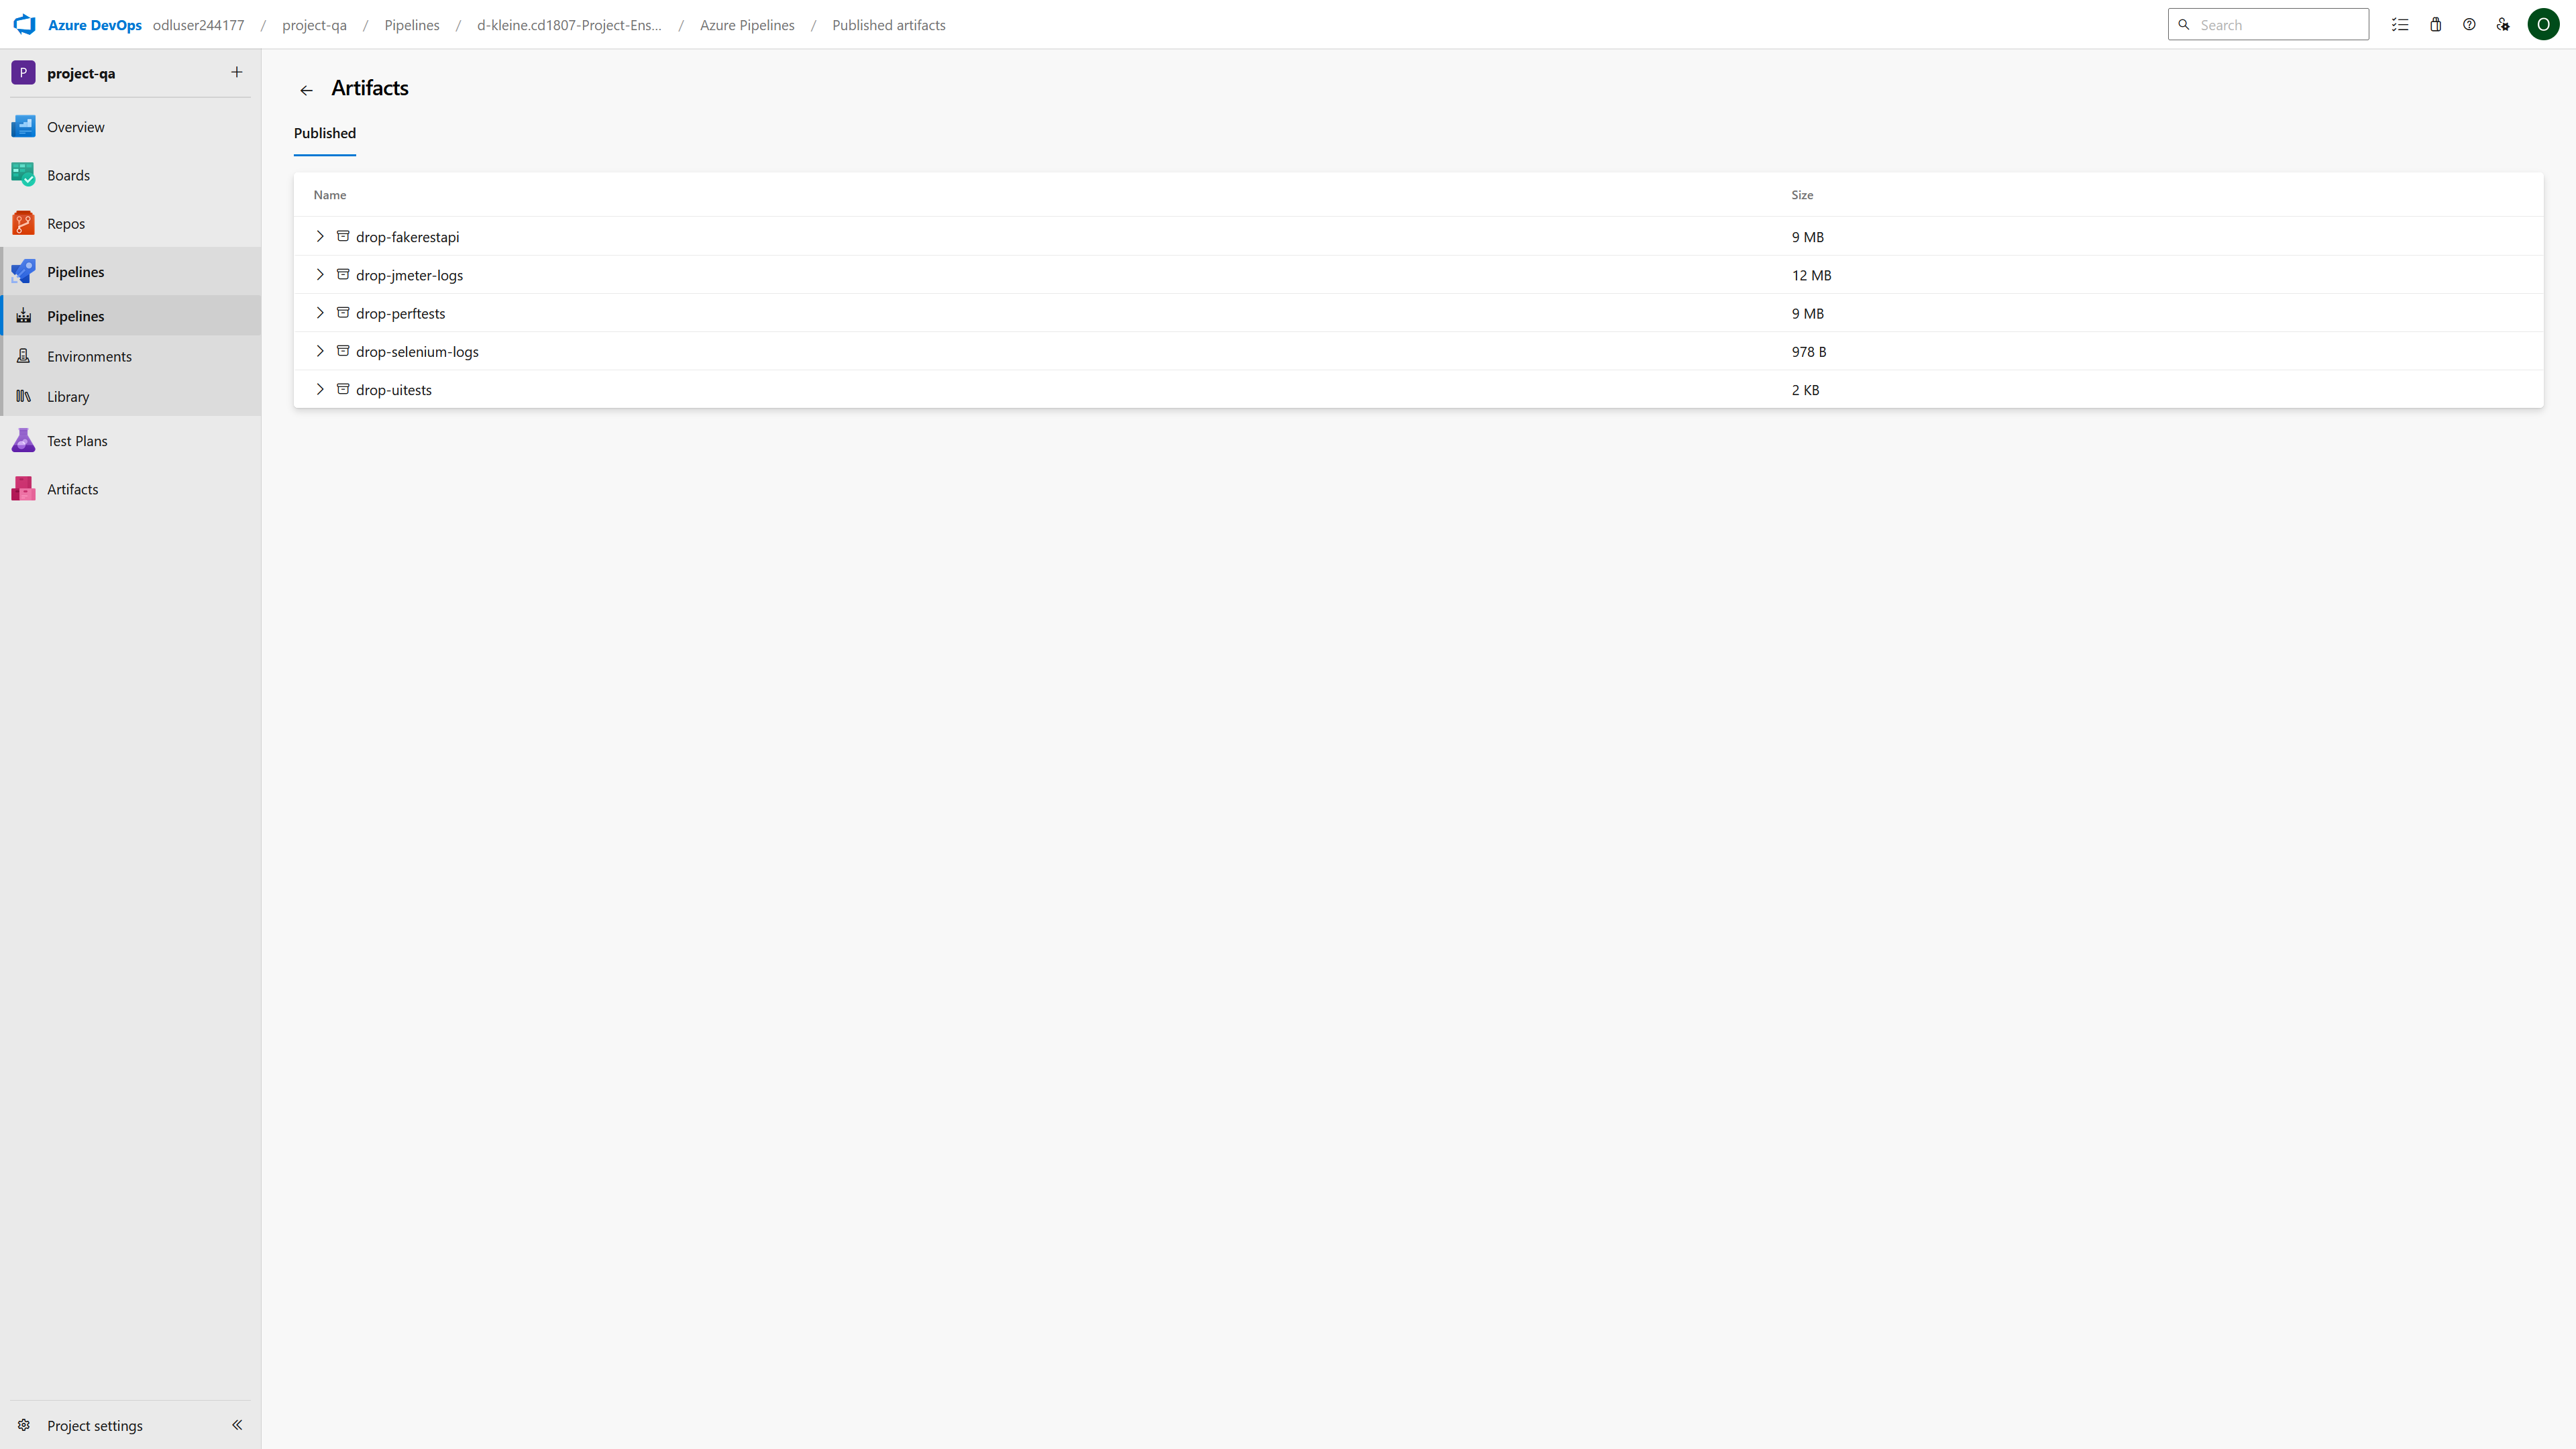 Azure DevOps odluser244177 / project-qa / Pipelines / d-kleine.cd1807-Project-Ens... / Azure Pipelines / Published artifacts
Search
O
P project-qa
Overview
Boards
Repos
Pipelines
Pipelines
Environments
Library
Test Plans
Artifacts
Project settings
Artifacts
Published
Name Size
drop-fakerestapi 9 MB
drop-jmeter-logs 12 MB
drop-perftests 9 MB
drop-selenium-logs 978 B
drop-uitests 2 KB